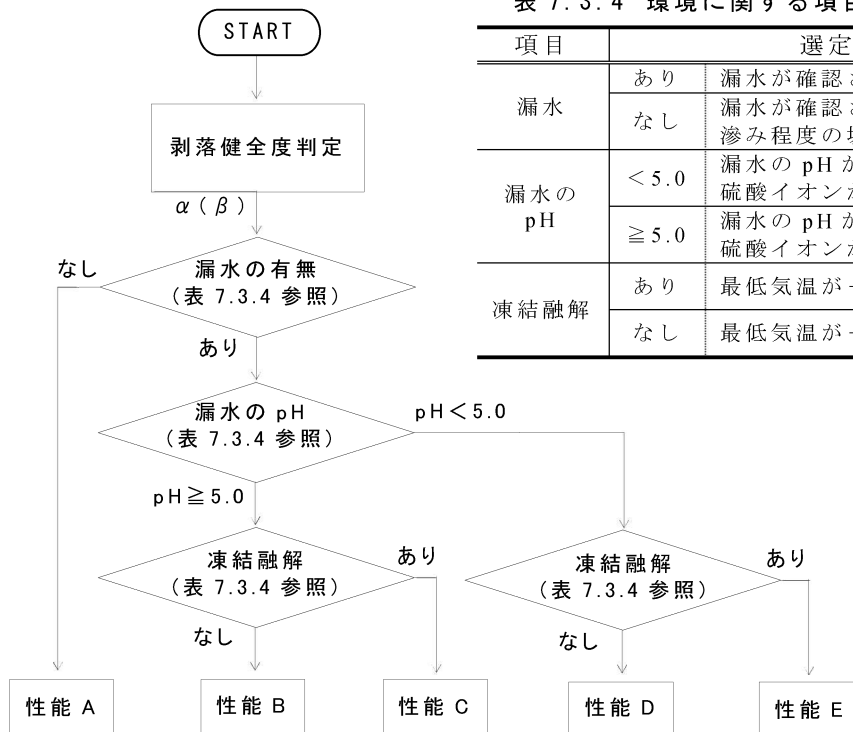 表 7.3.4 環境に関する項目
START
剥落健全度判定
α(β)
漏水の有無
(表 7.3.4 参照)
なし
あり
漏水の pH
(表 7.3.4 参照)
pH<5.0
pH≧5.0
凍結融解
(表 7.3.4 参照)
あり
なし
凍結融解
(表 7.3.4 参照)
あり
なし
性能 A
性能 B
性能 C
性能 D
性能 E
項目
選定
漏水
あり
漏水が確認
なし
漏水が確認
滲み程度の
漏水の
pH
<5.0
漏水の pH が
硫酸イオンが
≧5.0
漏水の pH が
硫酸イオンが
凍結融解
あり
最低気温が−
なし
最低気温が−